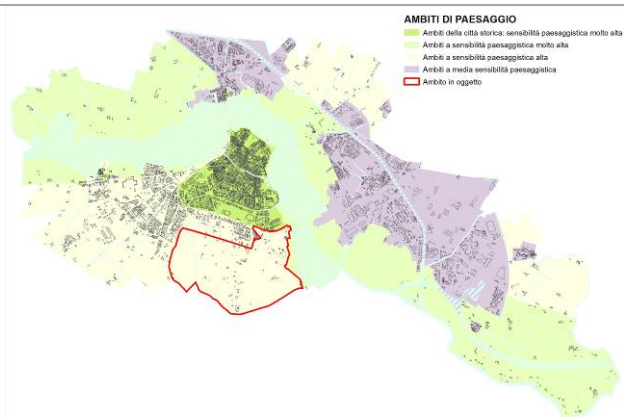 AMBITI DI PAESAGGIO
Ambiti della città storica: sensibilità paesaggistica molto alta
Ambiti a sensibilità paesaggistica molto alta
Ambiti a sensibilità paesaggistica alta
Ambiti a media sensibilità paesaggistica
Ambito in oggetto